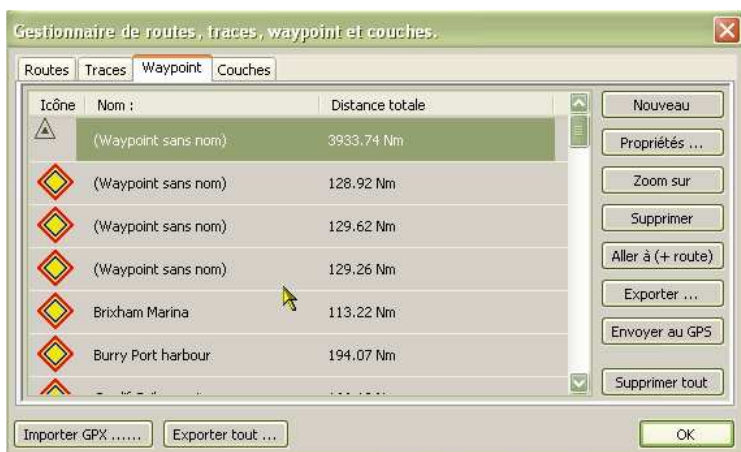 Gestionnaire de routes, traces, waypoint et couches.
Routes Traces Waypoint Couches
Icône Nom : Distance totale
(Waypoint sans nom) 3933.74 Nm
(Waypoint sans nom) 128.92 Nm
(Waypoint sans nom) 129.62 Nm
(Waypoint sans nom) 129.26 Nm
Brixham Marina 113.22 Nm
Burry Port harbour 194.07 Nm
Nouveau
Propriétés ...
Zoom sur
Supprimer
Aller à (+ route)
Exporter ...
Envoyer au GPS
Supprimer tout
Importer GPX ...... Exporter tout ... OK